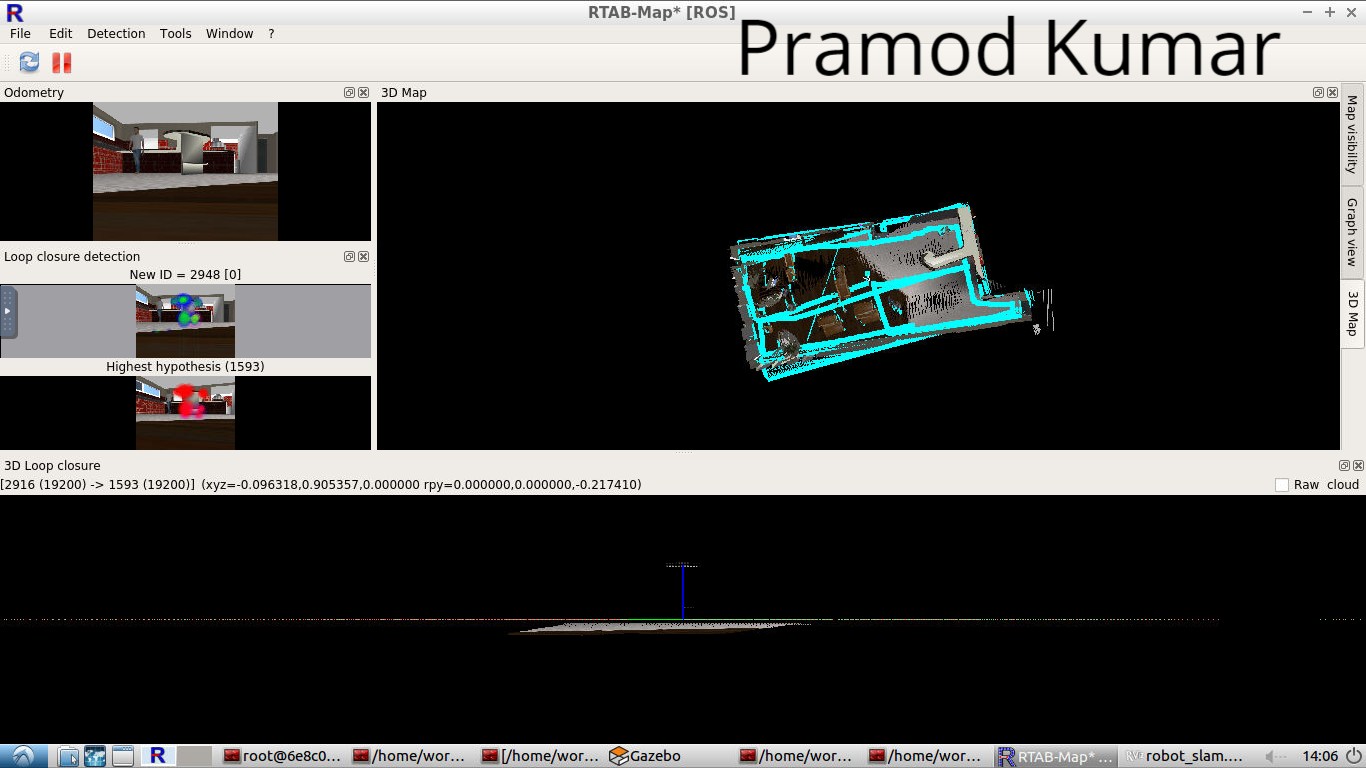 RTAB-Map* [ROS]
Pramod Kumar
File Edit Detection Tools Window ?
Odometry
3D Map
Map visibility
Graph view
3D Map
Loop closure detection
New ID = 2948 [0]
Highest hypothesis (1593)
3D Loop closure
[2916 (19200) -> 1593 (19200)] (xyz=-0.096318,0.905357,0.000000 rpy=0.000000,0.000000,-0.217410)
Raw cloud
R root@6e8c0... /home/wor... [/home/wor... Gazebo /home/wor... /home/wor... RTAB-Map* ... robot_slam.... 14:06